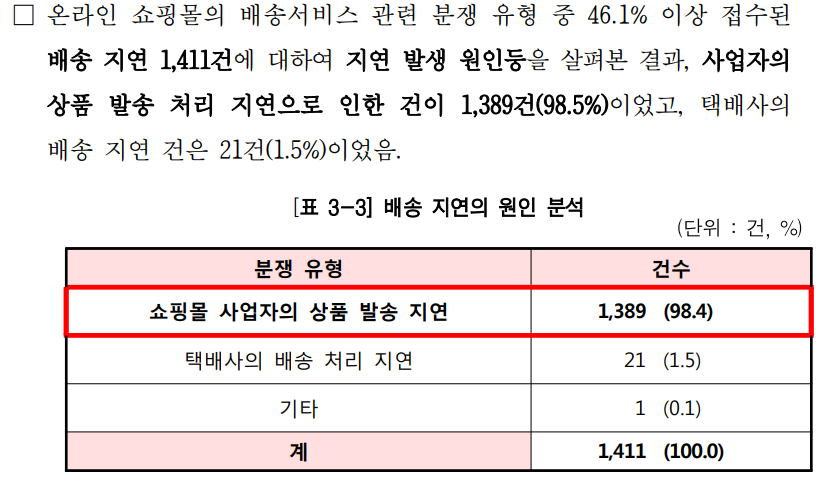 □ 온라인 쇼핑몰의 배송서비스 관련 분쟁 유형 중 46.1% 이상 접수된
배송 지연 1,411건에 대하여 지연 발생 원인등을 살펴본 결과, 사업자의
상품 발송 처리 지연으로 인한 건이 1,389건(98.5%)이었고, 택배사의
배송 지연 건은 21건(1.5%)이었음.
[표 3-3] 배송 지연의 원인 분석
(단위 : 건, %)
분쟁 유형 건수
쇼핑몰 사업자의 상품 발송 지연 1,389 (98.4)
택배사의 배송 처리 지연 21 (1.5)
기타 1 (0.1)
계 1,411 (100.0)